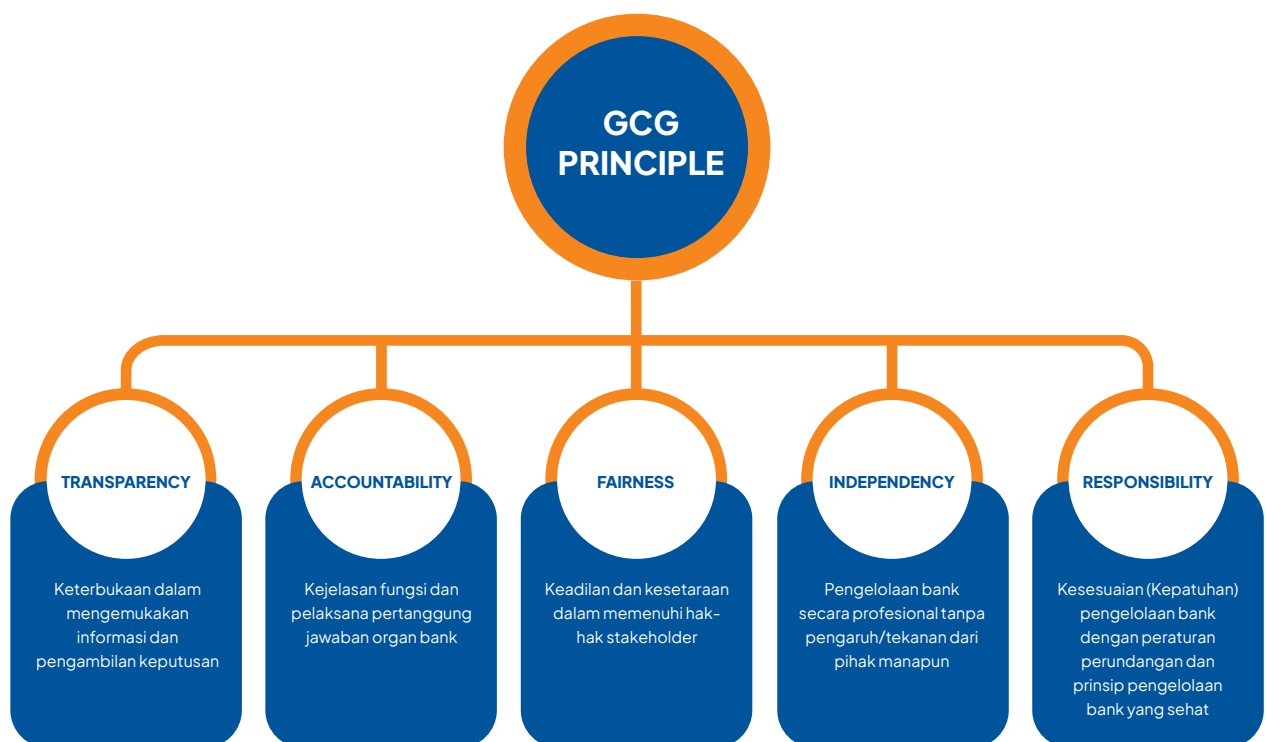 GCG
PRINCIPLE
TRANSPARENCY
Keterbukaan dalam
mengemukakan
informasi dan
pengambilan keputusan
ACCOUNTABILITY
Kejelasan fungsi dan
pelaksana pertanggung
jawaban organ bank
FAIRNESS
Keadilan dan kesetaraan
dalam memenuhi hak-
hak stakeholder
INDEPENDENCY
Pengelolaan bank
secara profesional tanpa
pengaruh/tekanan dari
pihak manapun
RESPONSIBILITY
Kesesuaian (Kepatuhan)
pengelolaan bank
dengan peraturan
perundangan dan
prinsip pengelolaan
bank yang sehat